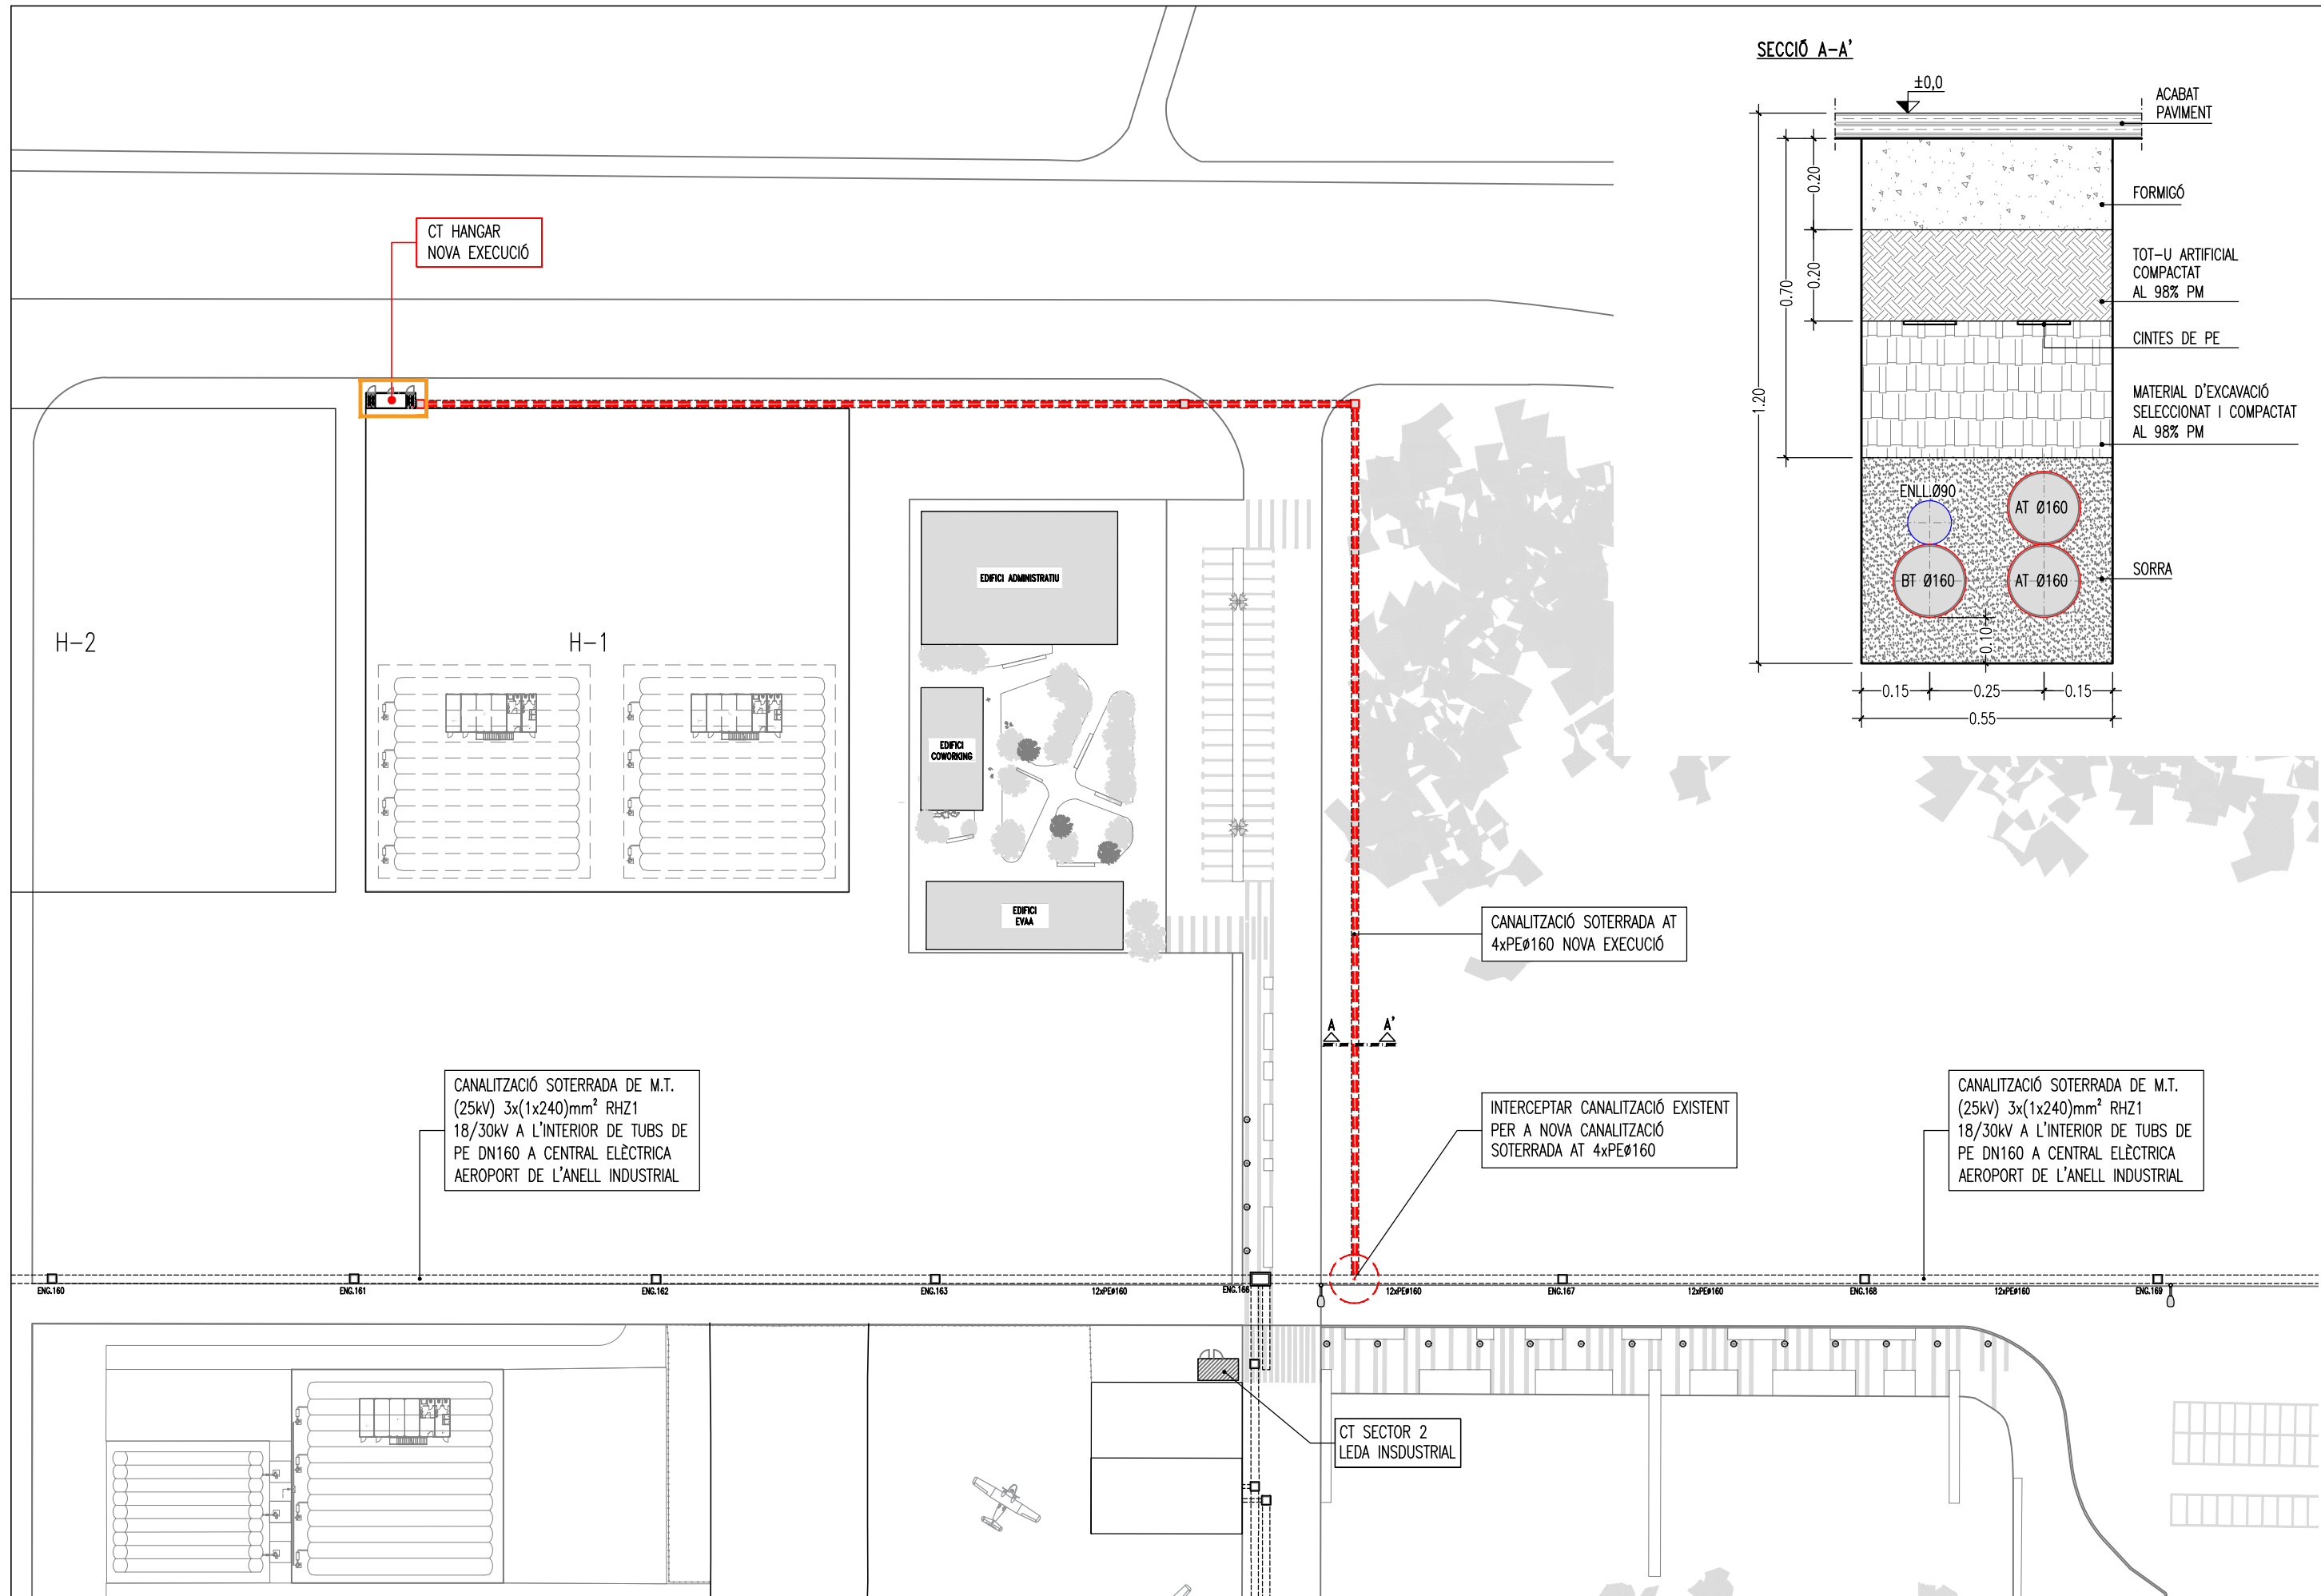 SECCIÓ A-A'
±0,0
ACABAT
PAVIMENT
FORMIGÓ
TOT-U ARTIFICIAL
COMPACTAT
AL 98% PM
CINTES DE PE
MATERIAL D'EXCAVACIÓ
SELECCIONAT I COMPACTAT
AL 98% PM
SORRA
1.20
0.70
0.20
0.20
ENLL.Ø90
AT Ø160
BT Ø160
AT Ø160
0.10
0.15
0.25
0.15
0.55
CT HANGAR
NOVA EXECUCIÓ
H-2
H-1
EDIFICI ADMINISTRATIU
EDIFICI
COWORKING
EDIFICI
EVAA
CANALITZACIÓ SOTERRADA AT
4xPEØ160 NOVA EXECUCIÓ
A
A'
CANALITZACIÓ SOTERRADA DE M.T.
(25kV) 3x(1x240)mm² RHZ1
18/30kV A L'INTERIOR DE TUBS DE
PE DN160 A CENTRAL ELÈCTRICA
AEROPORT DE L'ANELL INDUSTRIAL
INTERCEPTAR CANALITZACIÓ EXISTENT
PER A NOVA CANALITZACIÓ
SOTERRADA AT 4xPEØ160
CANALITZACIÓ SOTERRADA DE M.T.
(25kV) 3x(1x240)mm² RHZ1
18/30kV A L'INTERIOR DE TUBS DE
PE DN160 A CENTRAL ELÈCTRICA
AEROPORT DE L'ANELL INDUSTRIAL
ENG.160
ENG.161
ENG.162
ENG.163
12xPEØ160
ENG.166
12xPEØ160
ENG.167
12xPEØ160
ENG.168
12xPEØ160
ENG.169
CT SECTOR 2
LEDA INSDUSTRIAL